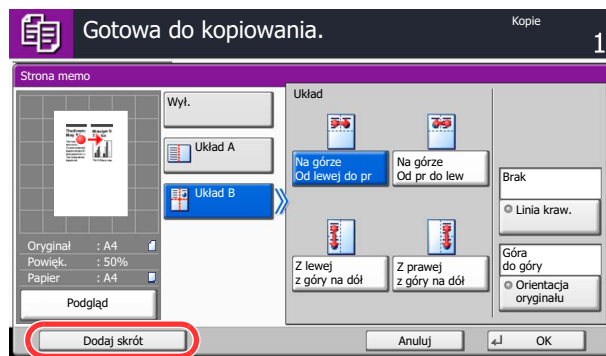 Gotowa do kopiowania.
Kopie
1
Strona memo
Wył.
Układ A
Układ B
Układ
Na górze
Od lewej do pr
Na górze
Od pr do lew
Z lewej
z góry na dół
Z prawej
z góry na dół
Brak
Linia kraw.
Góra
do góry
Orientacja
oryginału
Oryginał : A4
Powięk. : 50%
Papier : A4
Podgląd
Dodaj skrót
Anuluj
OK